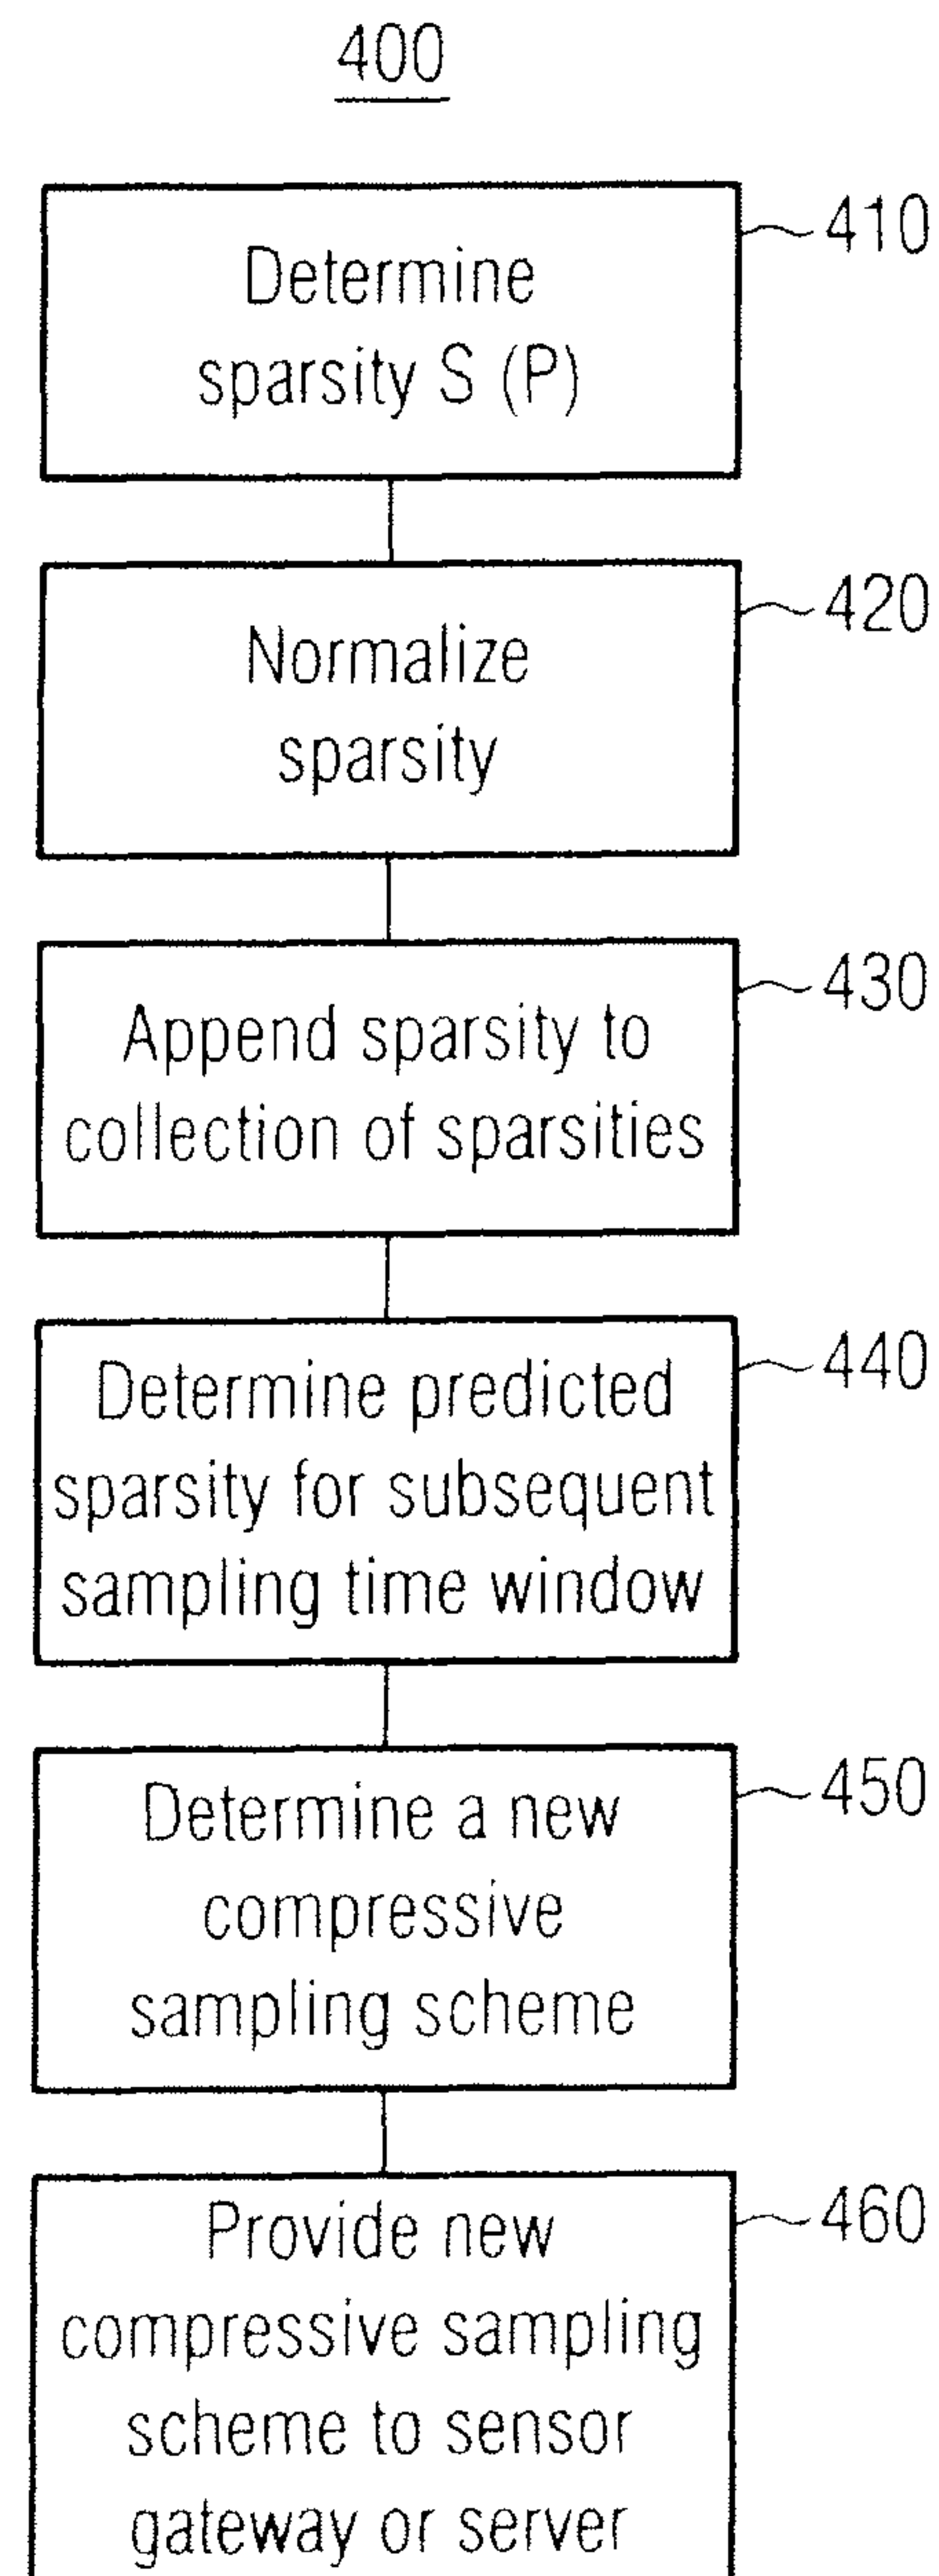 400
410
Determine
sparsity S (P)
420
Normalize
sparsity
430
Append sparsity to
collection of sparsities
440
Determine predicted
sparsity for subsequent
sampling time window
450
Determine a new
compressive
sampling scheme
460
Provide new
compressive sampling
scheme to sensor
gateway or server